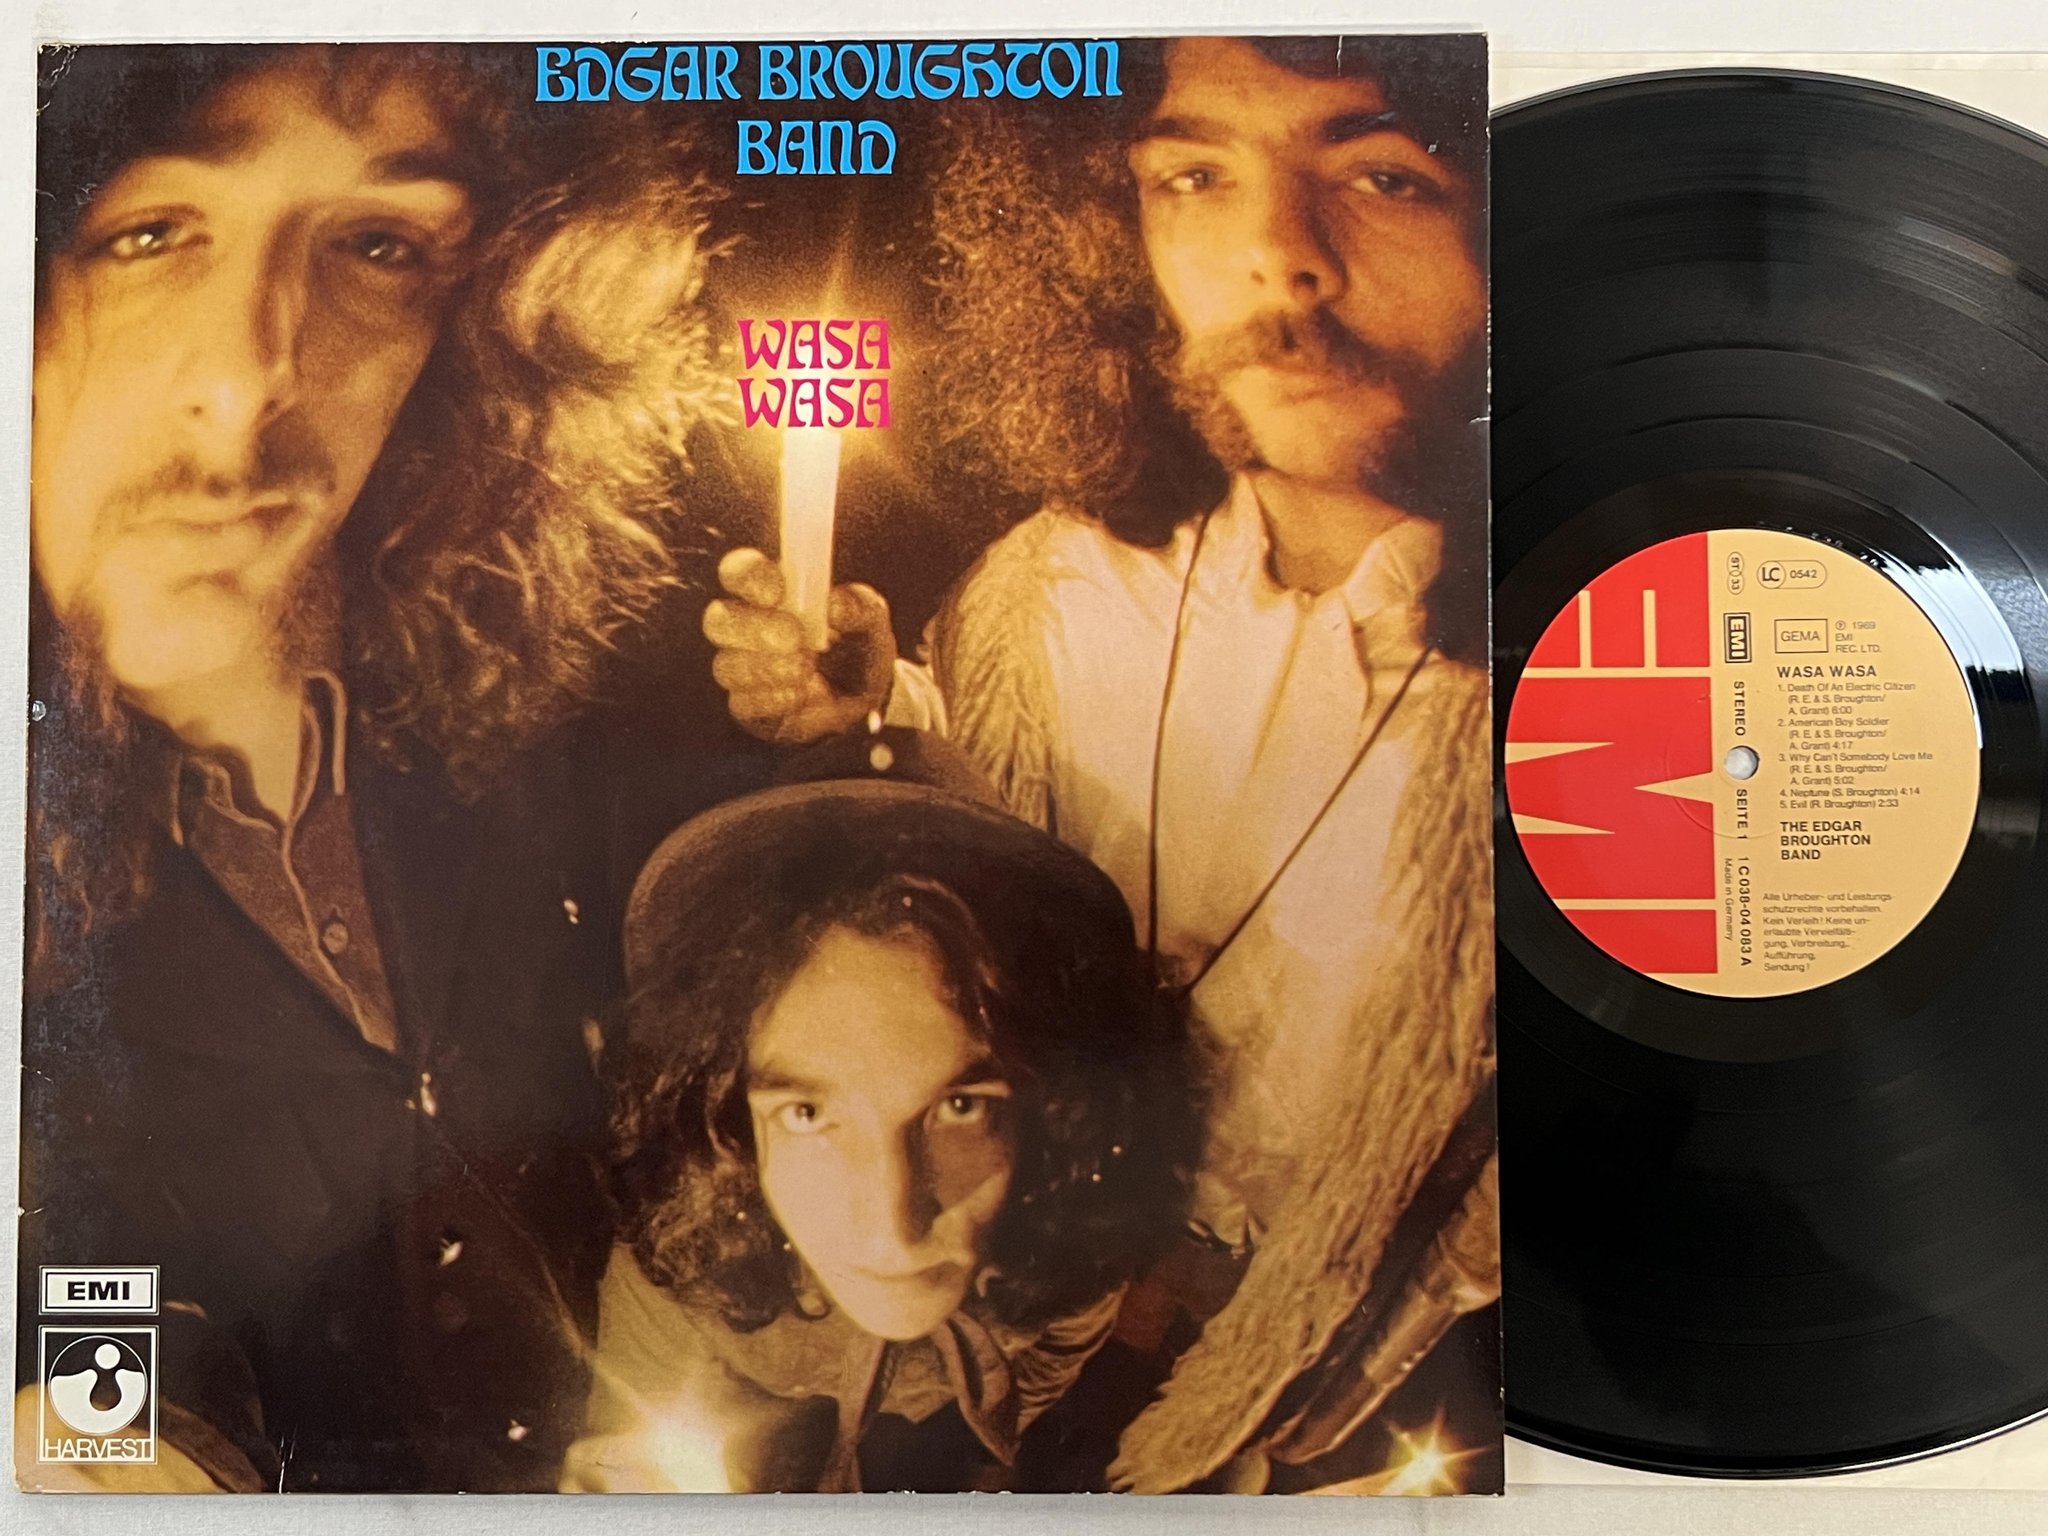 EDGAR BROUGHTON
BAND
WASA
WASA
EMI
HARVEST
EMI
ST 33
LC 0542
EMI
STEREO
SEITE 1
1C 038-04 083 A
Made in Germany
GEMA
℗ 1969
EMI
REC. LTD.
WASA WASA
1. Death Of An Electric Citizen
(R. E. & S. Broughton/
A. Grant) 6:00
2. American Boy Soldier
(R. E. & S. Broughton/
A. Grant) 4:17
3. Why Can't Somebody Love Me
(R. E. & S. Broughton/
A. Grant) 5:02
4. Neptune (S. Broughton) 4:14
5. Evil (R. Broughton) 2:33
THE EDGAR
BROUGHTON
BAND
Alle Urheber- und Leistungs-
schutzrechte vorbehalten.
Kein Verleih! Keine un-
erlaubte Vervielfälti-
gung, Verbreitung,
Aufführung,
Sendung!